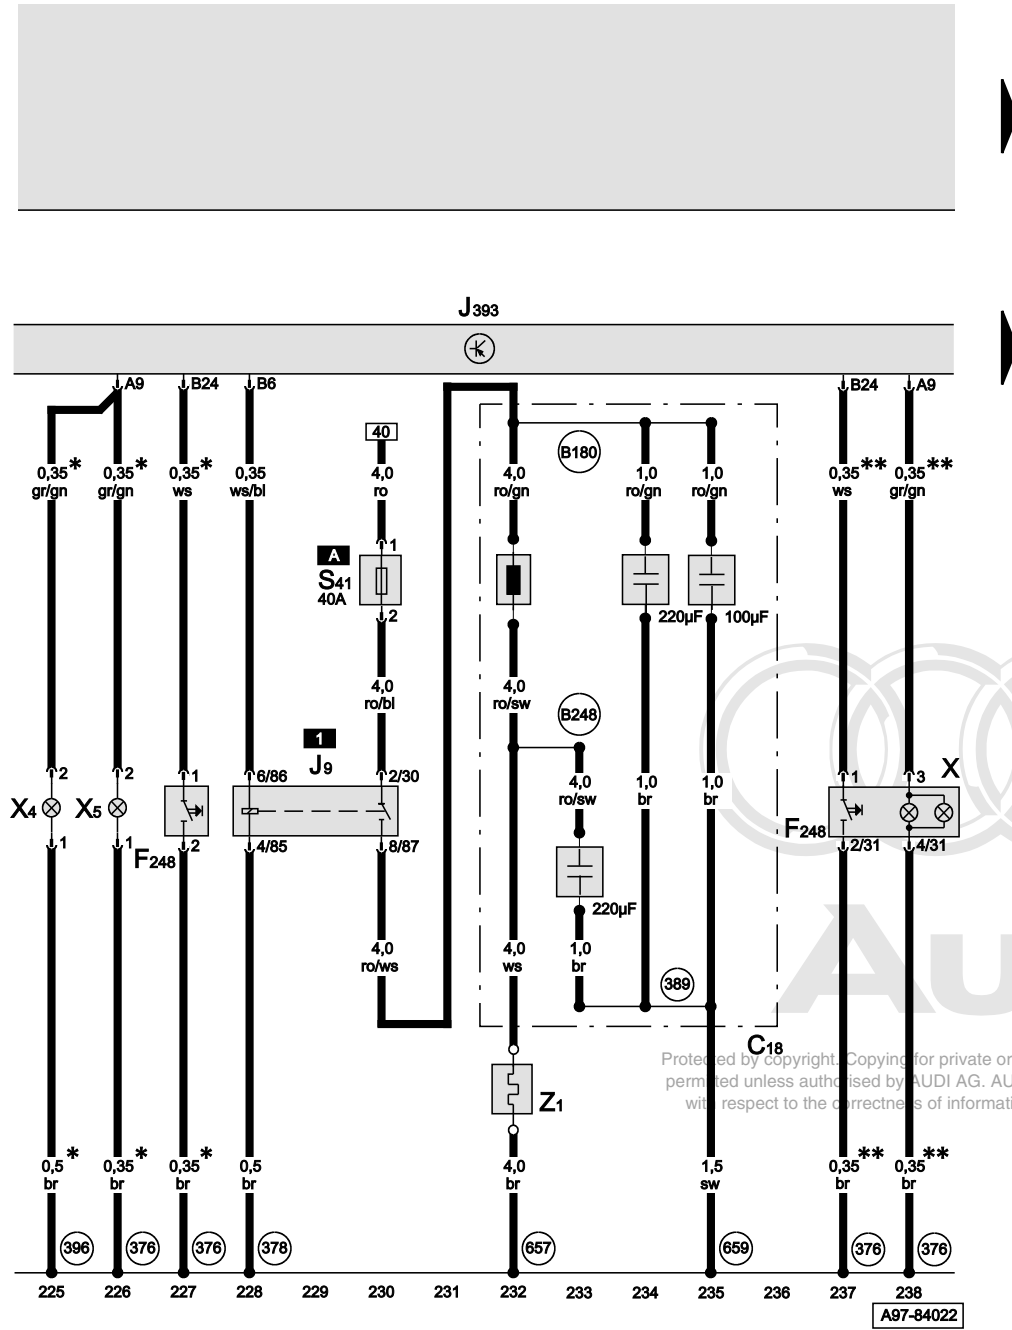 J393
A9 B24 B6 B24 A9
40
B180
0,35* 0,35* 0,35* 0,35 4,0 4,0 1,0 1,0 0,35** 0,35**
gr/gn gr/gn ws ws/bl ro ro/gn ro/gn ro/gn ws gr/gn
1
A
S41
40A
2 220µF 100µF
4,0 4,0
ro/bl ro/sw
B248
1
J9
2 2 1 6/86 2/30 4,0 1,0 1,0 1 3 X
ro/sw br br
X4 X5 F248 F248
1 1 2 4/85 8/87 2/31 4/31
220µF
4,0 4,0 1,0
ro/ws ws br
389
C18
Au
Protected by copyright. Copying for private or
permitted unless authorised by AUDI AG. AU
with respect to the correctness of informati
Z1
0,5* 0,35* 0,35* 0,5 4,0 1,5 0,35** 0,35**
br br br br br sw br br
396 376 376 378 657 659 376 376
225 226 227 228 229 230 231 232 233 234 235 236 237 238
A97-84022